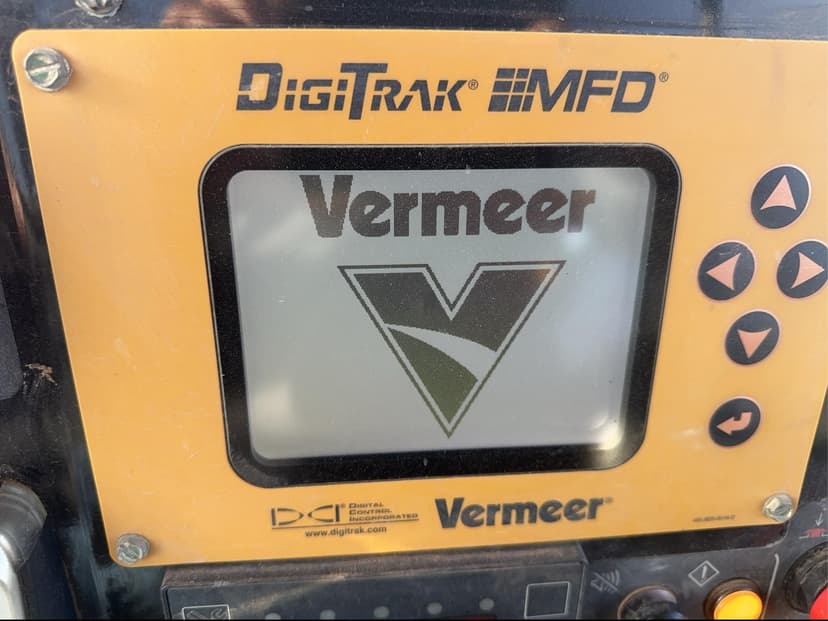 DIGITRAK® MFD®
Vermeer
DCI® DIGITAL CONTROL INCORPORATED
www.digitrak.com
Vermeer®